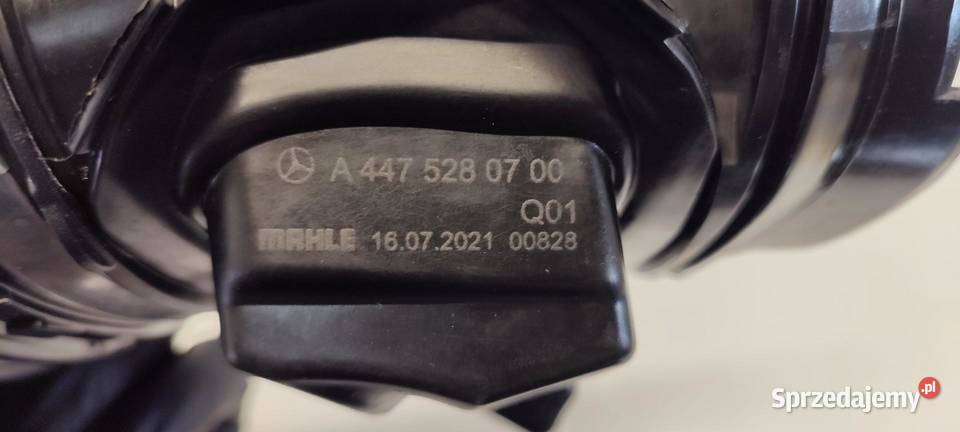 A 447 528 07 00
Q01
MAHLE 16.07.2021 00828
Sprzedajemy.pl